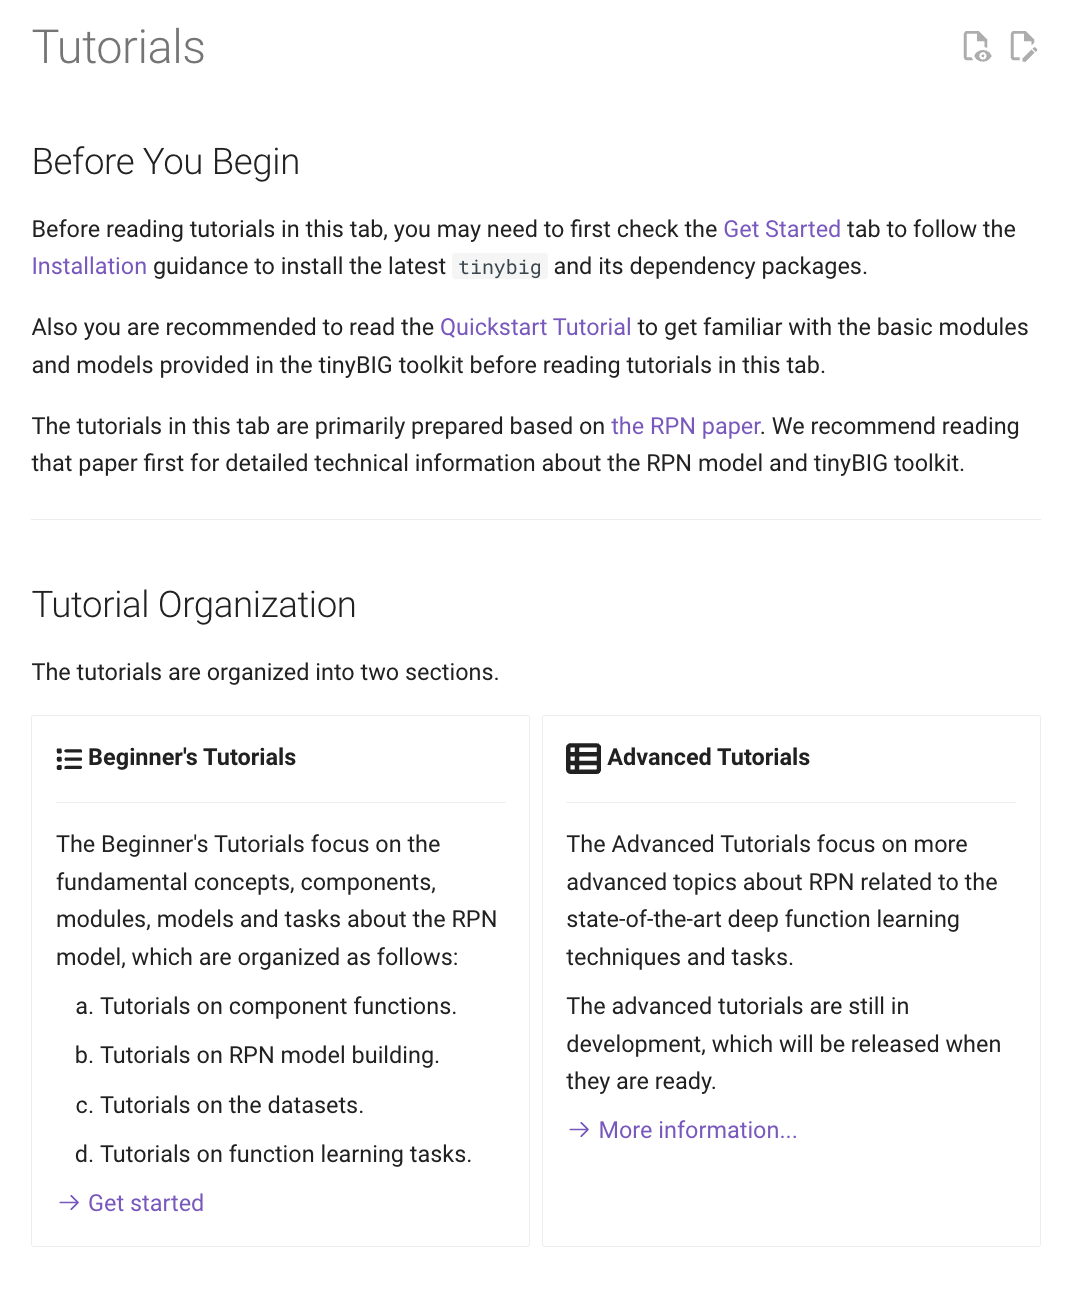 Tutorials
Before You Begin
Before reading tutorials in this tab, you may need to first check the Get Started tab to follow the
Installation guidance to install the latest tinybig and its dependency packages.
Also you are recommended to read the Quickstart Tutorial to get familiar with the basic modules
and models provided in the tinyBIG toolkit before reading tutorials in this tab.
The tutorials in this tab are primarily prepared based on the RPN paper. We recommend reading
that paper first for detailed technical information about the RPN model and tinyBIG toolkit.
Tutorial Organization
The tutorials are organized into two sections.
Beginner's Tutorials
The Beginner's Tutorials focus on the
fundamental concepts, components,
modules, models and tasks about the RPN
model, which are organized as follows:
a. Tutorials on component functions.
b. Tutorials on RPN model building.
c. Tutorials on the datasets.
d. Tutorials on function learning tasks.
→ Get started
Advanced Tutorials
The Advanced Tutorials focus on more
advanced topics about RPN related to the
state-of-the-art deep function learning
techniques and tasks.
The advanced tutorials are still in
development, which will be released when
they are ready.
→ More information...